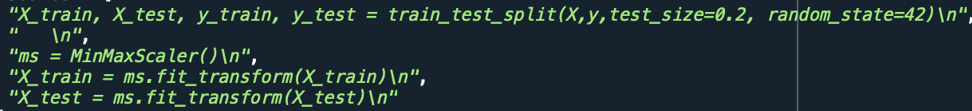 "X_train, X_test, y_train, y_test = train_test_split(X,y,test_size=0.2, random_state=42)\n",
"   \n",
"ms = MinMaxScaler()\n",
"X_train = ms.fit_transform(X_train)\n",
"X_test = ms.fit_transform(X_test)\n"